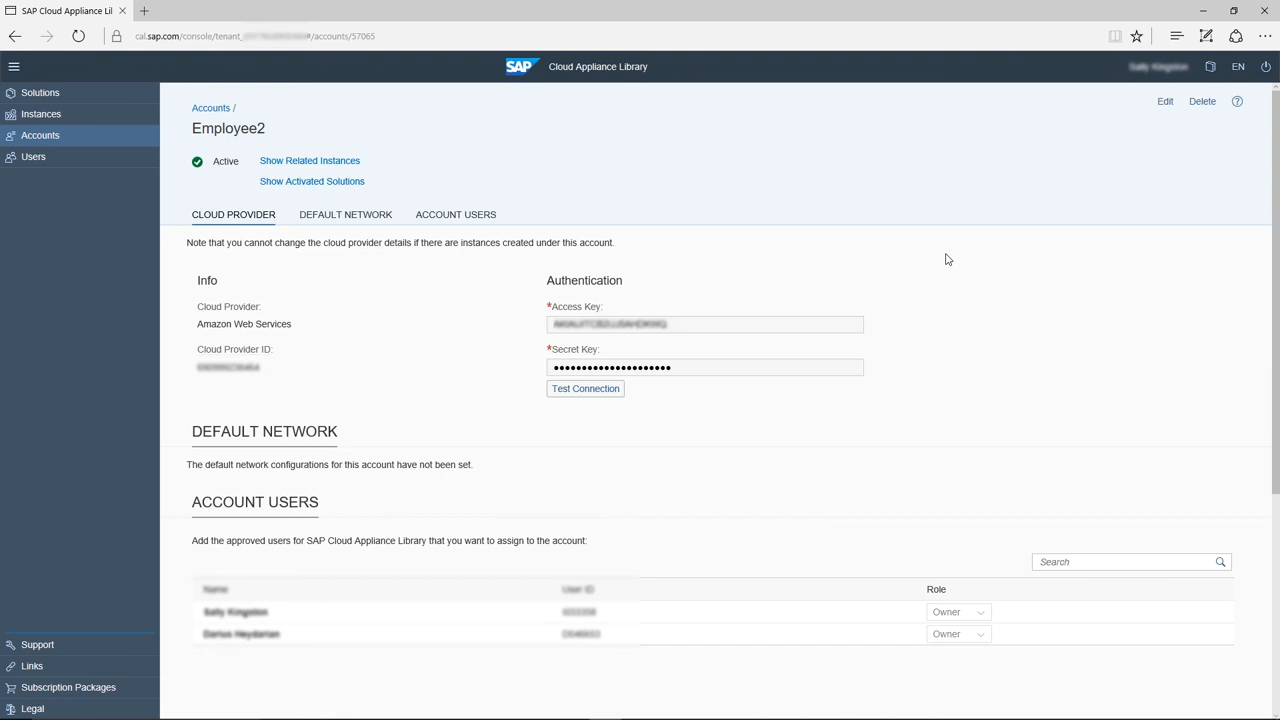 SAP Cloud Appliance Lil
cal.sap.com/console/tenant_
#/accounts/57065
SAP Cloud Appliance Library
EN
Solutions
Instances
Accounts
Users
Support
Links
Subscription Packages
Legal
Accounts /
Edit Delete
Employee2
Active Show Related Instances
Show Activated Solutions
CLOUD PROVIDER DEFAULT NETWORK ACCOUNT USERS
Note that you cannot change the cloud provider details if there are instances created under this account.
Info
Cloud Provider:
Amazon Web Services
Cloud Provider ID:
Authentication
*Access Key:
*Secret Key:
Test Connection
DEFAULT NETWORK
The default network configurations for this account have not been set.
ACCOUNT USERS
Add the approved users for SAP Cloud Appliance Library that you want to assign to the account:
Search
Name User ID Role
Owner
Owner